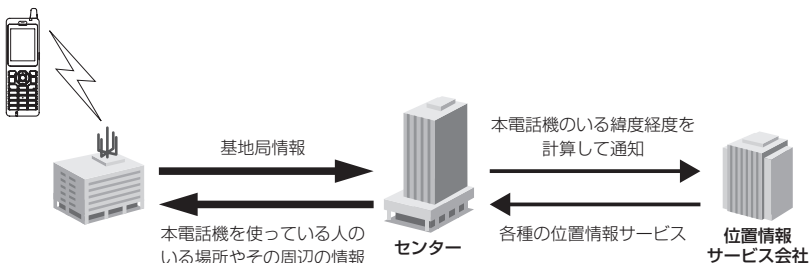 基地局情報
本電話機を使っている人の
いる場所やその周辺の情報
センター
本電話機のいる緯度経度を
計算して通知
各種の位置情報サービス
位置情報
サービス会社